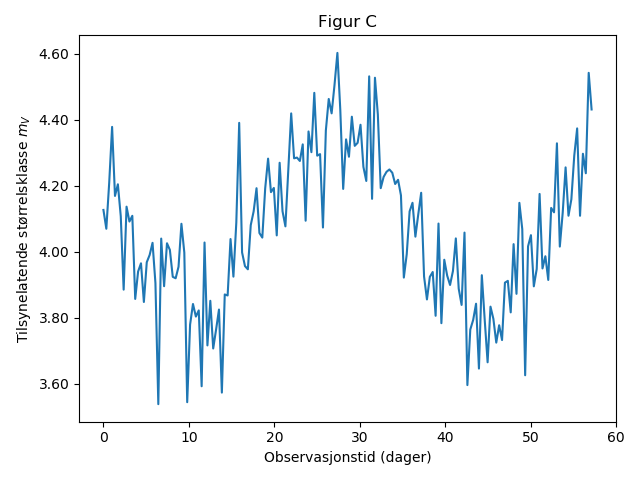 Figur C
4.60
4.40
4.20
4.00
3.80
3.60
Tilsynelatende størrelsesklasse $m_V$
0 10 20 30 40 50 60
Observasjonstid (dager)